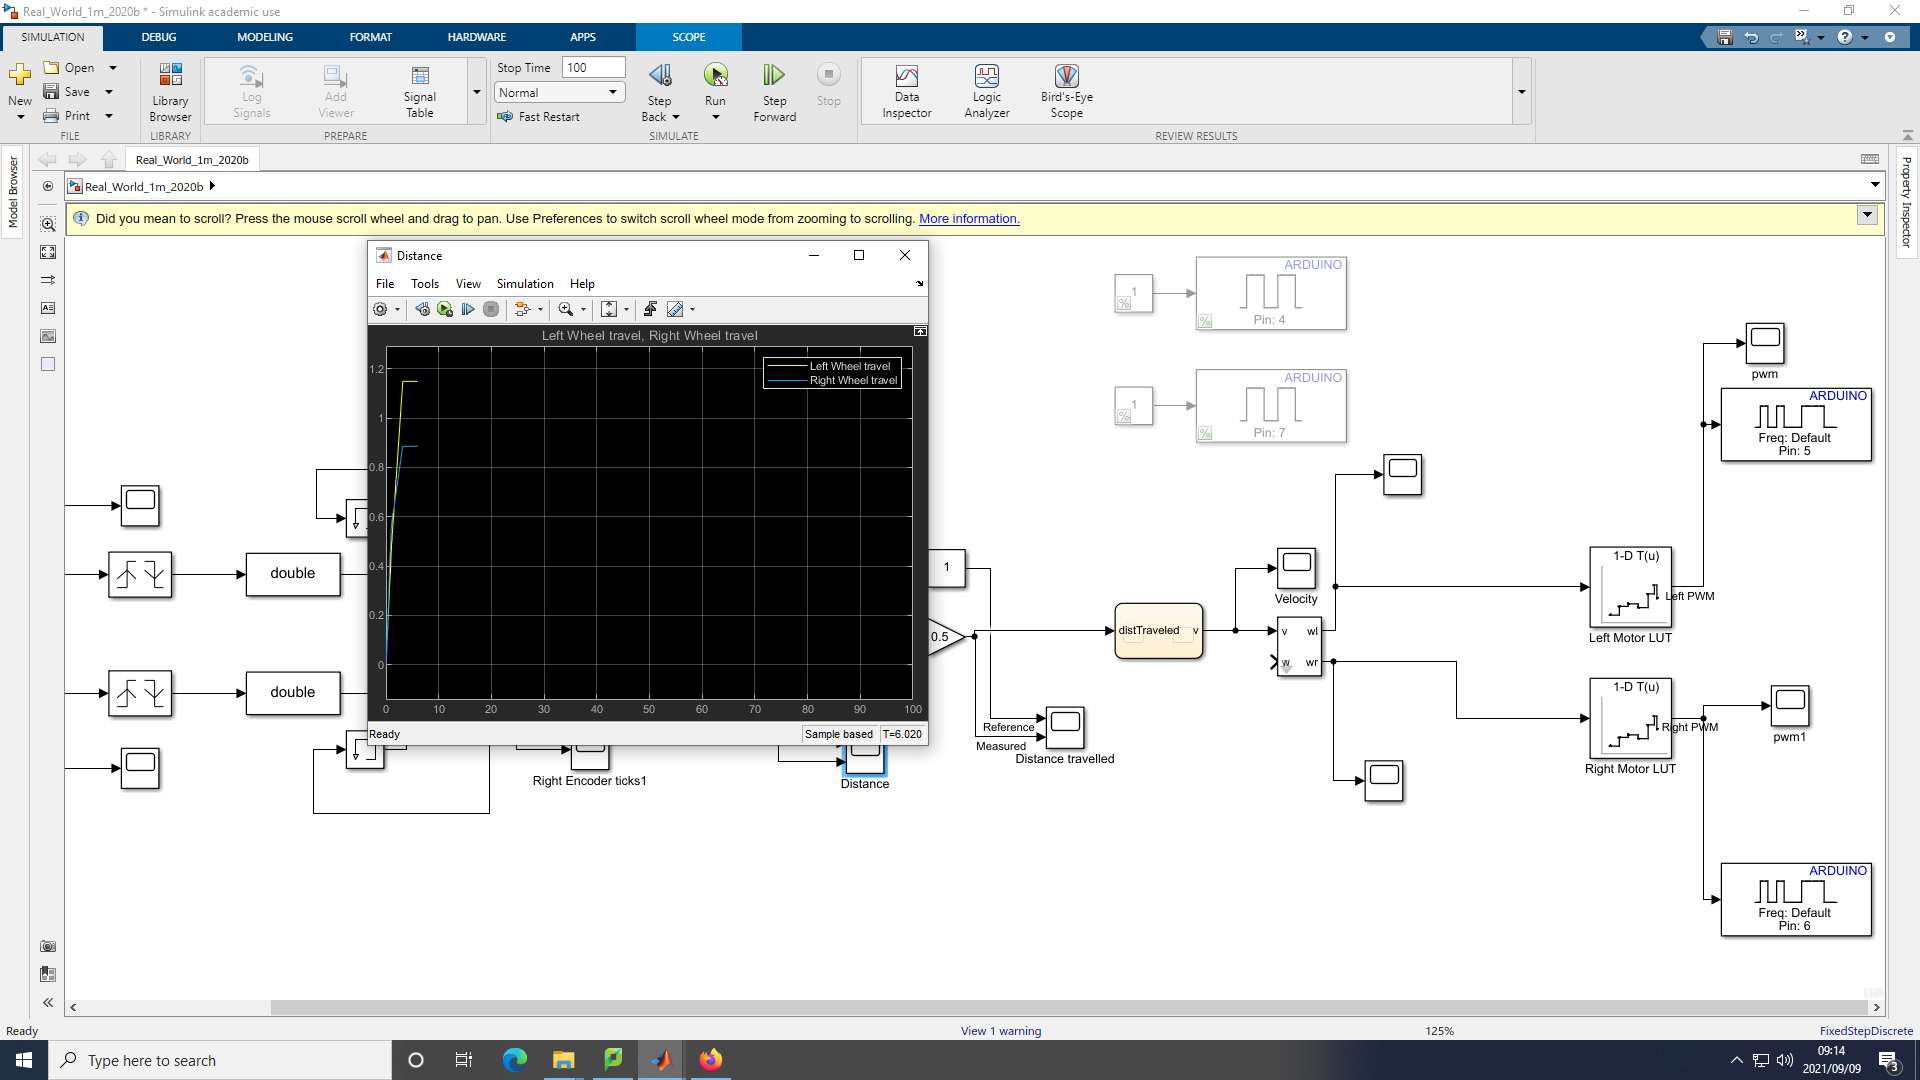 Real_World_1m_2020b * - Simulink academic use
SIMULATION
DEBUG
MODELING
FORMAT
HARDWARE
APPS
SCOPE
New
Open
Save
Print
FILE
Library
Browser
LIBRARY
Log
Signals
Add
Viewer
Signal
Table
PREPARE
Stop Time
100
Normal
Fast Restart
Step
Back
Run
Step
Forward
Stop
SIMULATE
Data
Inspector
Logic
Analyzer
Bird's-Eye
Scope
REVIEW RESULTS
Model Browser
Real_World_1m_2020b
Real_World_1m_2020b
Property Inspector
Did you mean to scroll? Press the mouse scroll wheel and drag to pan. Use Preferences to switch scroll wheel mode from zooming to scrolling. More information.
Distance
File
Tools
View
Simulation
Help
Left Wheel travel, Right Wheel travel
Left Wheel travel
Right Wheel travel
1.2
1
0.8
0.6
0.4
0.2
0
0
10
20
30
40
50
60
70
80
90
100
Ready
Sample based
T=6.020
1
%
ARDUINO
Pin: 4
%
1
%
ARDUINO
Pin: 7
%
pwm
ARDUINO
Freq: Default
Pin: 5
double
double
1
0.5
distTraveled
v
Velocity
v
wl
w
wr
1-D T(u)
Left PWM
Left Motor LUT
1-D T(u)
Right PWM
Right Motor LUT
pwm1
Reference
Measured
Distance travelled
Right Encoder ticks1
Distance
ARDUINO
Freq: Default
Pin: 6
Ready
View 1 warning
125%
FixedStepDiscrete
Type here to search
09:14
2021/09/09
3